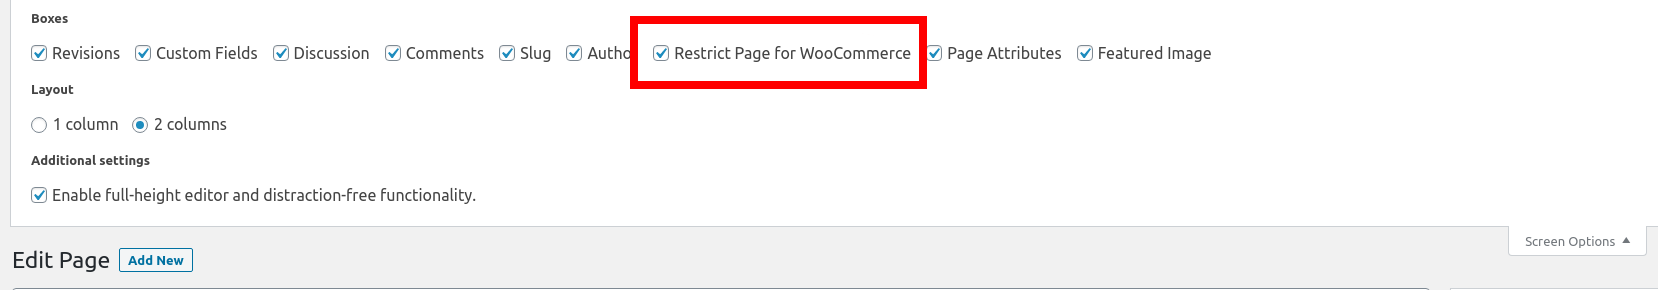 Boxes
Revisions Custom Fields Discussion Comments Slug Autho Restrict Page for WooCommerce Page Attributes Featured Image
Layout
1 column 2 columns
Additional settings
Enable full-height editor and distraction-free functionality.
Screen Options
Edit Page Add New